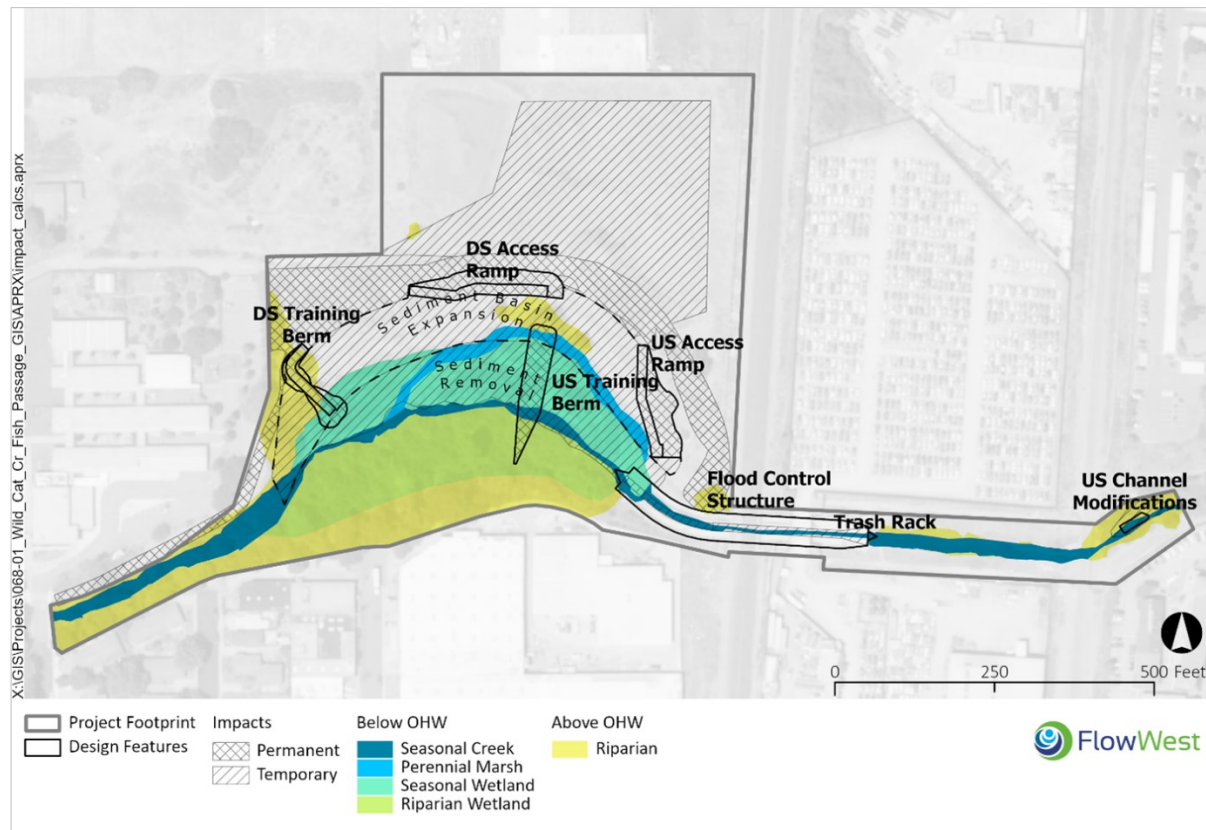 X:\GIS\Projects\068-01_Wild_Cat_Cr_Fish_Passage_GIS\APRX\impact_calcs.aprx
DS Access
Ramp
DS Training
Berm
Sediment Basin
Expansion
US Access
Ramp
Sediment
Removal
US Training
Berm
Flood Control
Structure
Trash Rack
US Channel
Modifications
0 250 500 Feet
Project Footprint
Design Features
Impacts
Permanent
Temporary
Below OHW
Seasonal Creek
Perennial Marsh
Seasonal Wetland
Riparian Wetland
Above OHW
Riparian
FlowWest